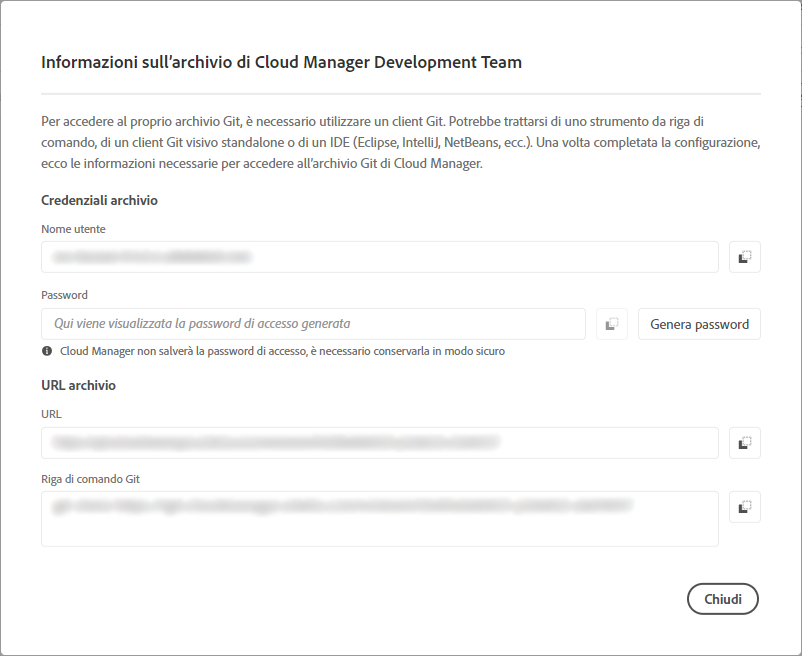 Informazioni sull'archivio di Cloud Manager Development Team
Per accedere al proprio archivio Git, è necessario utilizzare un client Git. Potrebbe trattarsi di uno strumento da riga di
comando, di un client Git visivo standalone o di un IDE (Eclipse, IntelliJ, NetBeans, ecc.). Una volta completata la configurazione,
ecco le informazioni necessarie per accedere all'archivio Git di Cloud Manager.
Credenziali archivio
Nome utente
Password
Qui viene visualizzata la password di accesso generata
Genera password
Cloud Manager non salverà la password di accesso, è necessario conservarla in modo sicuro
URL archivio
URL
Riga di comando Git
Chiudi